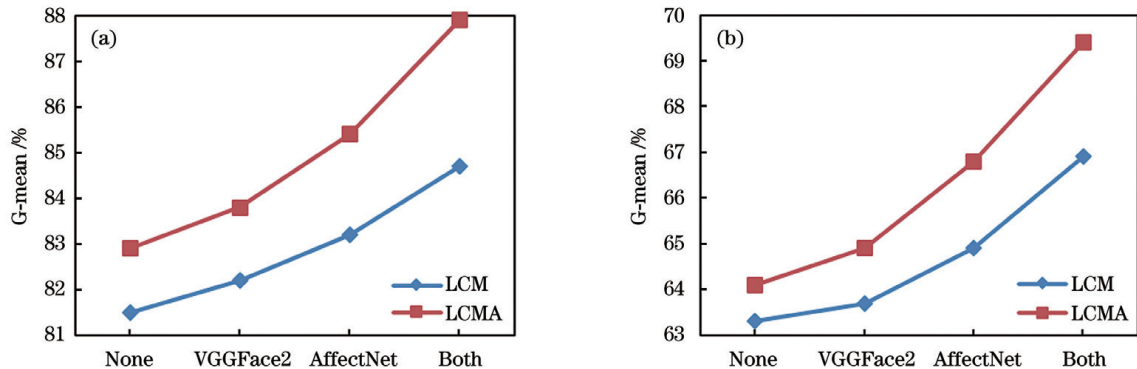 (a)
G-mean /%
88
87
86
85
84
83
82
81
None VGGFace2 AffectNet Both
LCM
LCMA
(b)
G-mean /%
70
69
68
67
66
65
64
63
None VGGFace2 AffectNet Both
LCM
LCMA